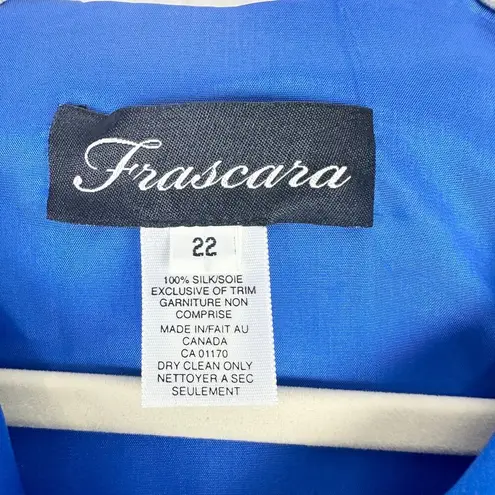 Frascara
22
100% SILK/SOIE
EXCLUSIVE OF TRIM
GARNITURE NON
COMPRISE
MADE IN/FAIT AU
CANADA
CA 01170
DRY CLEAN ONLY
NETTOYER A SEC
SEULEMENT